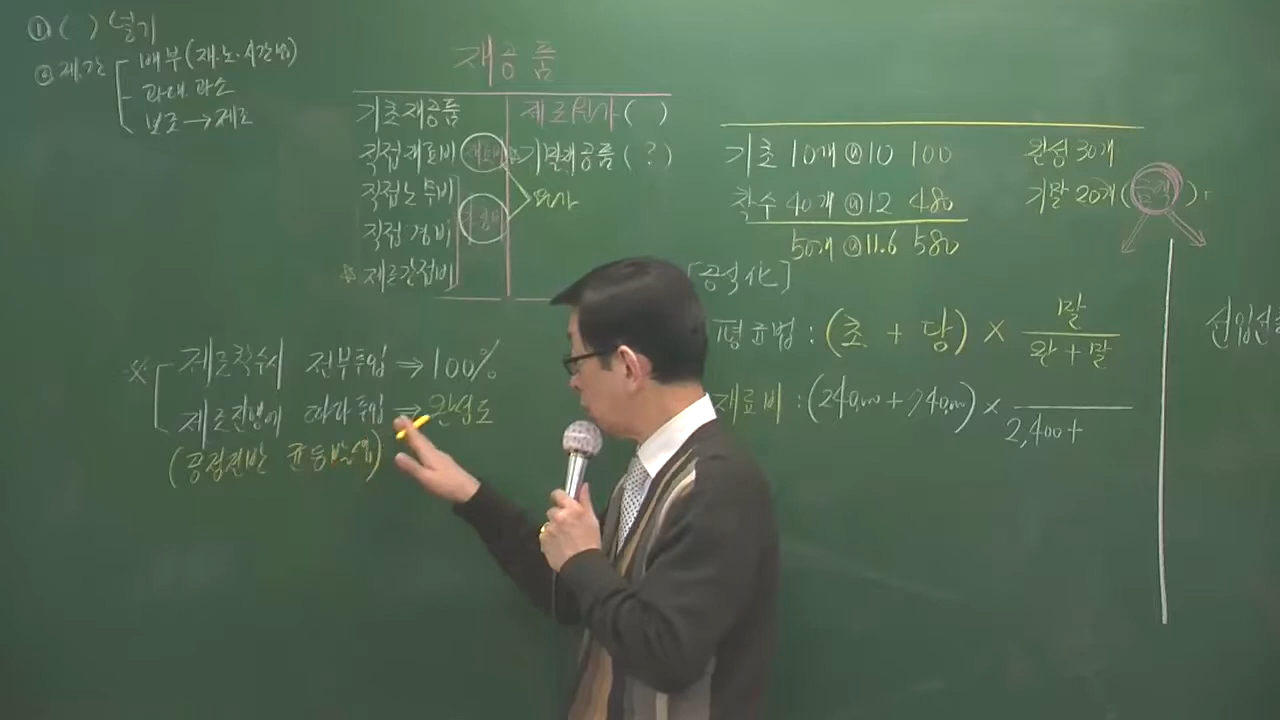 ① ( ) 넣기
② 제.간 배부(재.노.시간법)
과대 과소
보조→제조
재공품
기초재공품 제조원가( )
직접재료비 기말재공품(?)
직접노무비 원가
직접경비
☆ 제조간접비
기초 10개 @10 100 완성 30개
착수 40개 @12 480 기말 20개(금액)
50개 @11.6 580
[공식化]
평균법 : (초 + 당) × 말 / 완+말
재료비 : (240,000+740,000) ×
2,400+
※ 제조착수시 전부투입 ⇒ 100%
제조진행에 따라 투입 ⇒ 완성도
(공정전반 균등발생)
선입선